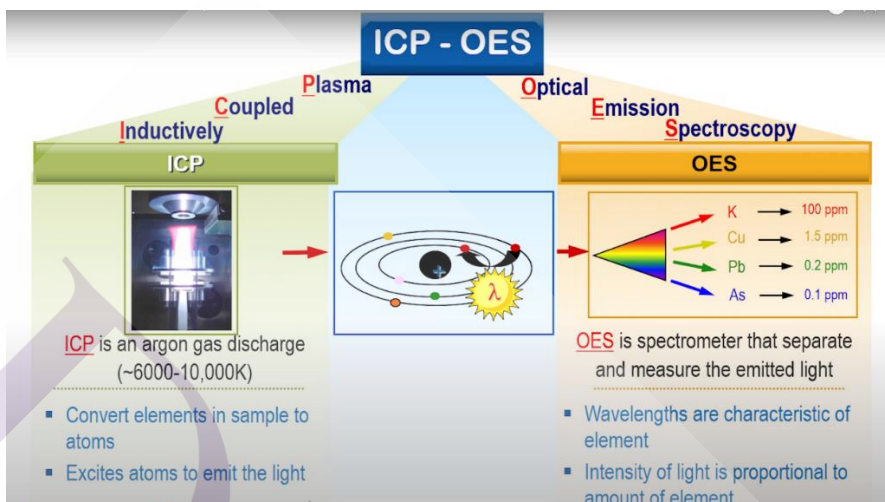 ICP - OES
Plasma
Coupled
Inductively
Optical
Emission
Spectroscopy
ICP
ICP is an argon gas discharge
(~6000-10,000K)
▪ Convert elements in sample to
atoms
▪ Excites atoms to emit the light
+
λ
OES
K 100 ppm
Cu 1.5 ppm
Pb 0.2 ppm
As 0.1 ppm
OES is spectrometer that separate
and measure the emitted light
▪ Wavelengths are characteristic of
element
▪ Intensity of light is proportional to
amount of element